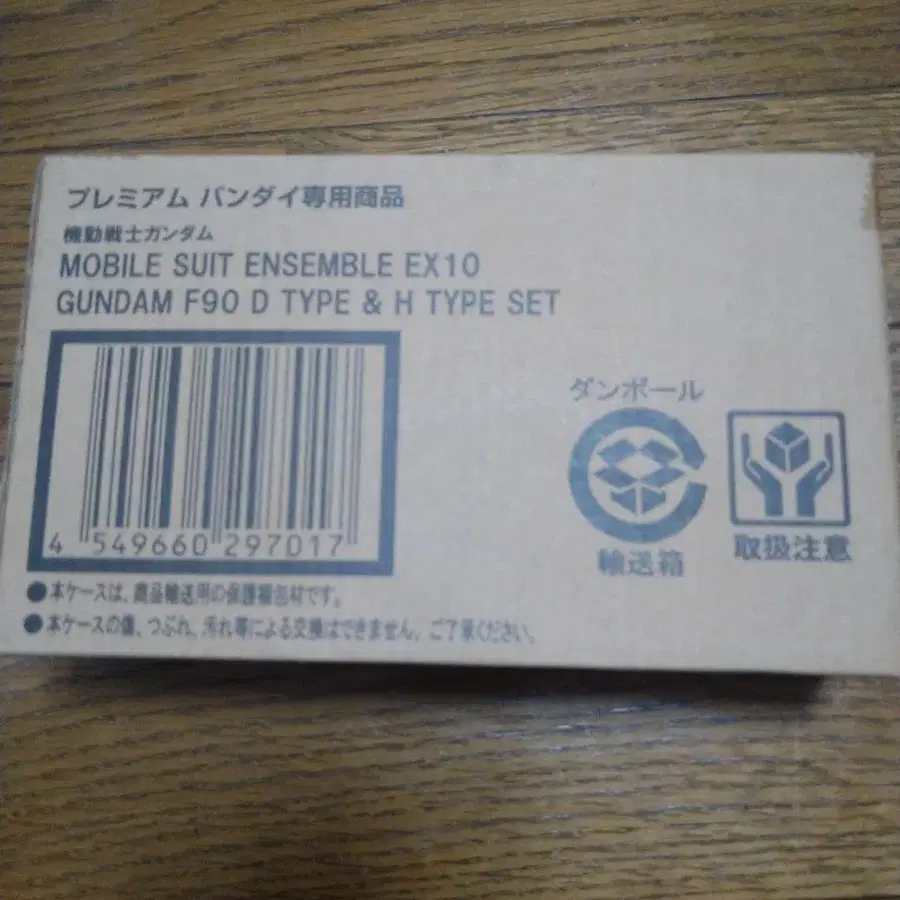 プレミアム バンダイ専用商品
機動戦士ガンダム
MOBILE SUIT ENSEMBLE EX10
GUNDAM F90 D TYPE & H TYPE SET
4 549660 297017
ダンボール
輸送箱
取扱注意
●本ケースは、商品輸送用の保護梱包材です。
●本ケースの傷、つぶれ、汚れ等による交換はできません。ご了承ください。